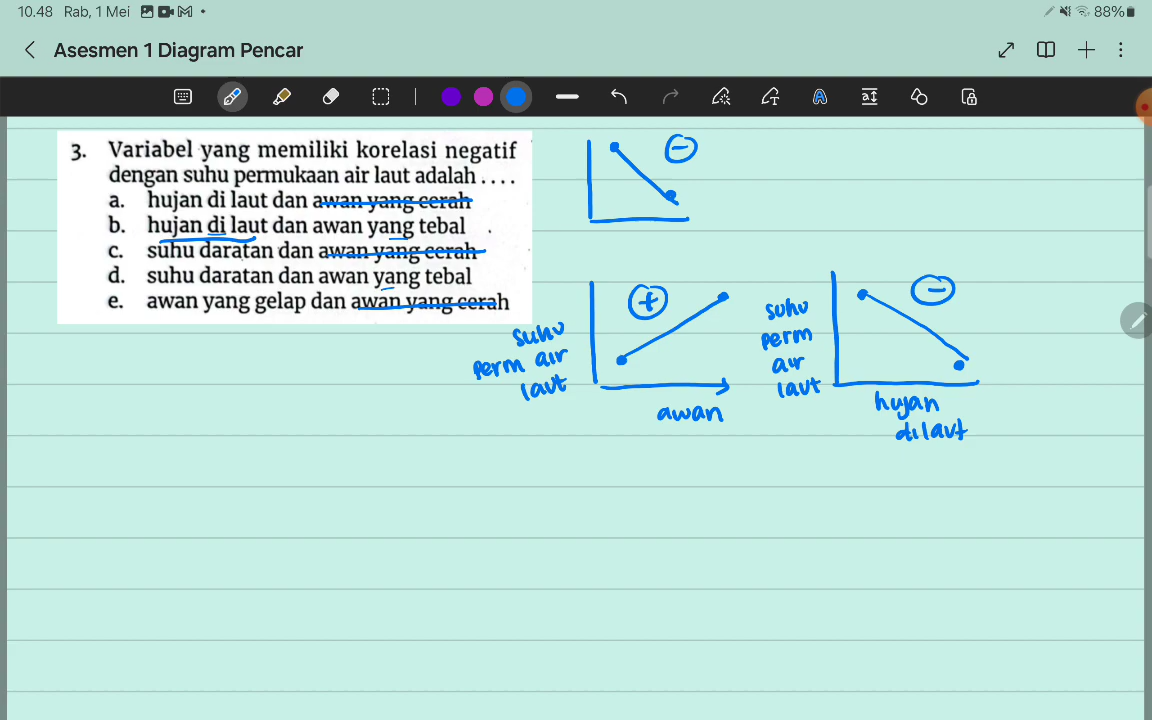 10.48 Rab, 1 Mei
88%
Asesmen 1 Diagram Pencar
3. Variabel yang memiliki korelasi negatif
dengan suhu permukaan air laut adalah . . . .
a. hujan di laut dan awan yang cerah
b. hujan di laut dan awan yang tebal
c. suhu daratan dan awan yang cerah
d. suhu daratan dan awan yang tebal
e. awan yang gelap dan awan yang cerah
−
+
suhu
perm air
laut
awan
−
suhu
perm
air
laut
hujan
dilaut